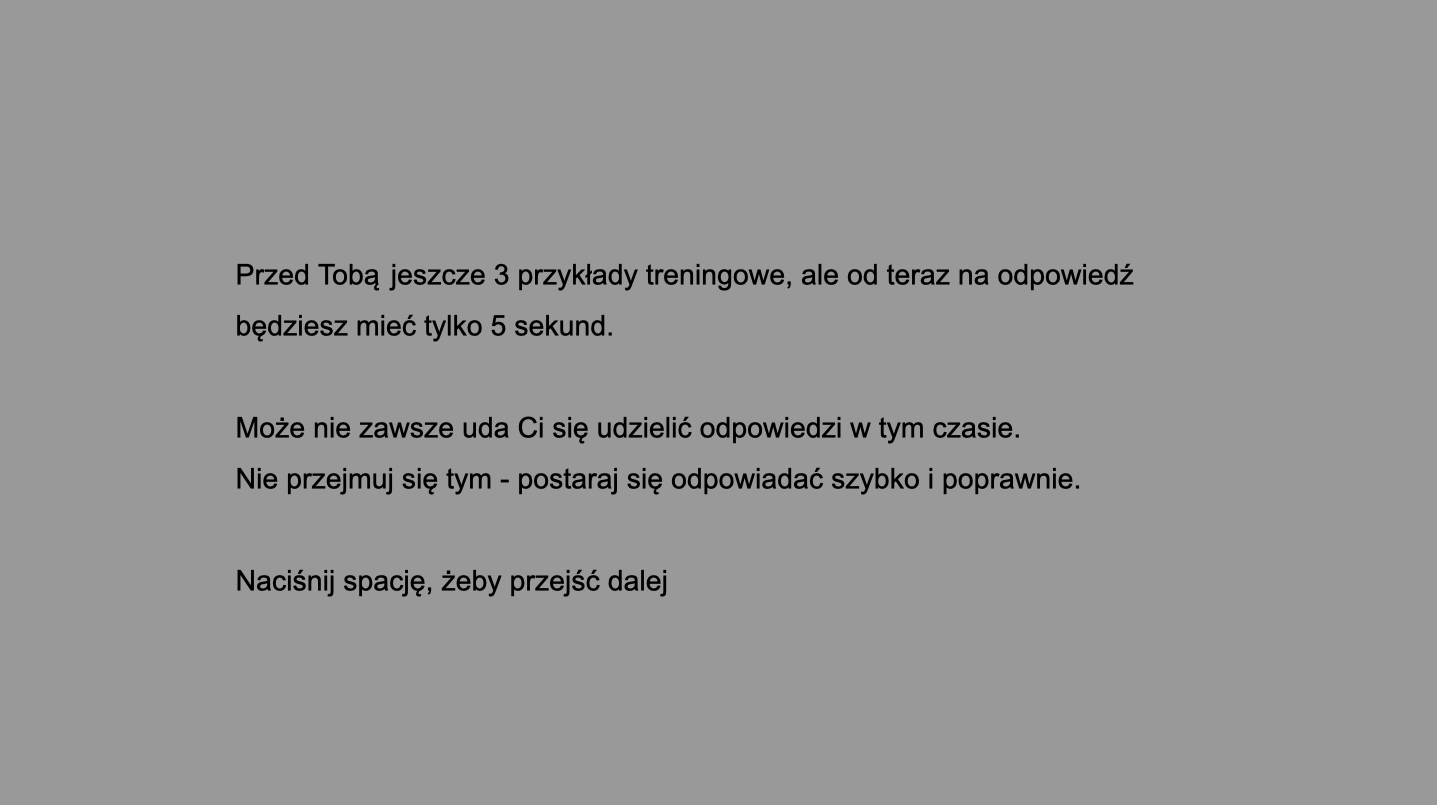 Przed Tobą jeszcze 3 przykłady treningowe, ale od teraz na odpowiedź
będziesz mieć tylko 5 sekund.
Może nie zawsze uda Ci się udzielić odpowiedzi w tym czasie.
Nie przejmuj się tym - postaraj się odpowiadać szybko i poprawnie.
Naciśnij spację, żeby przejść dalej